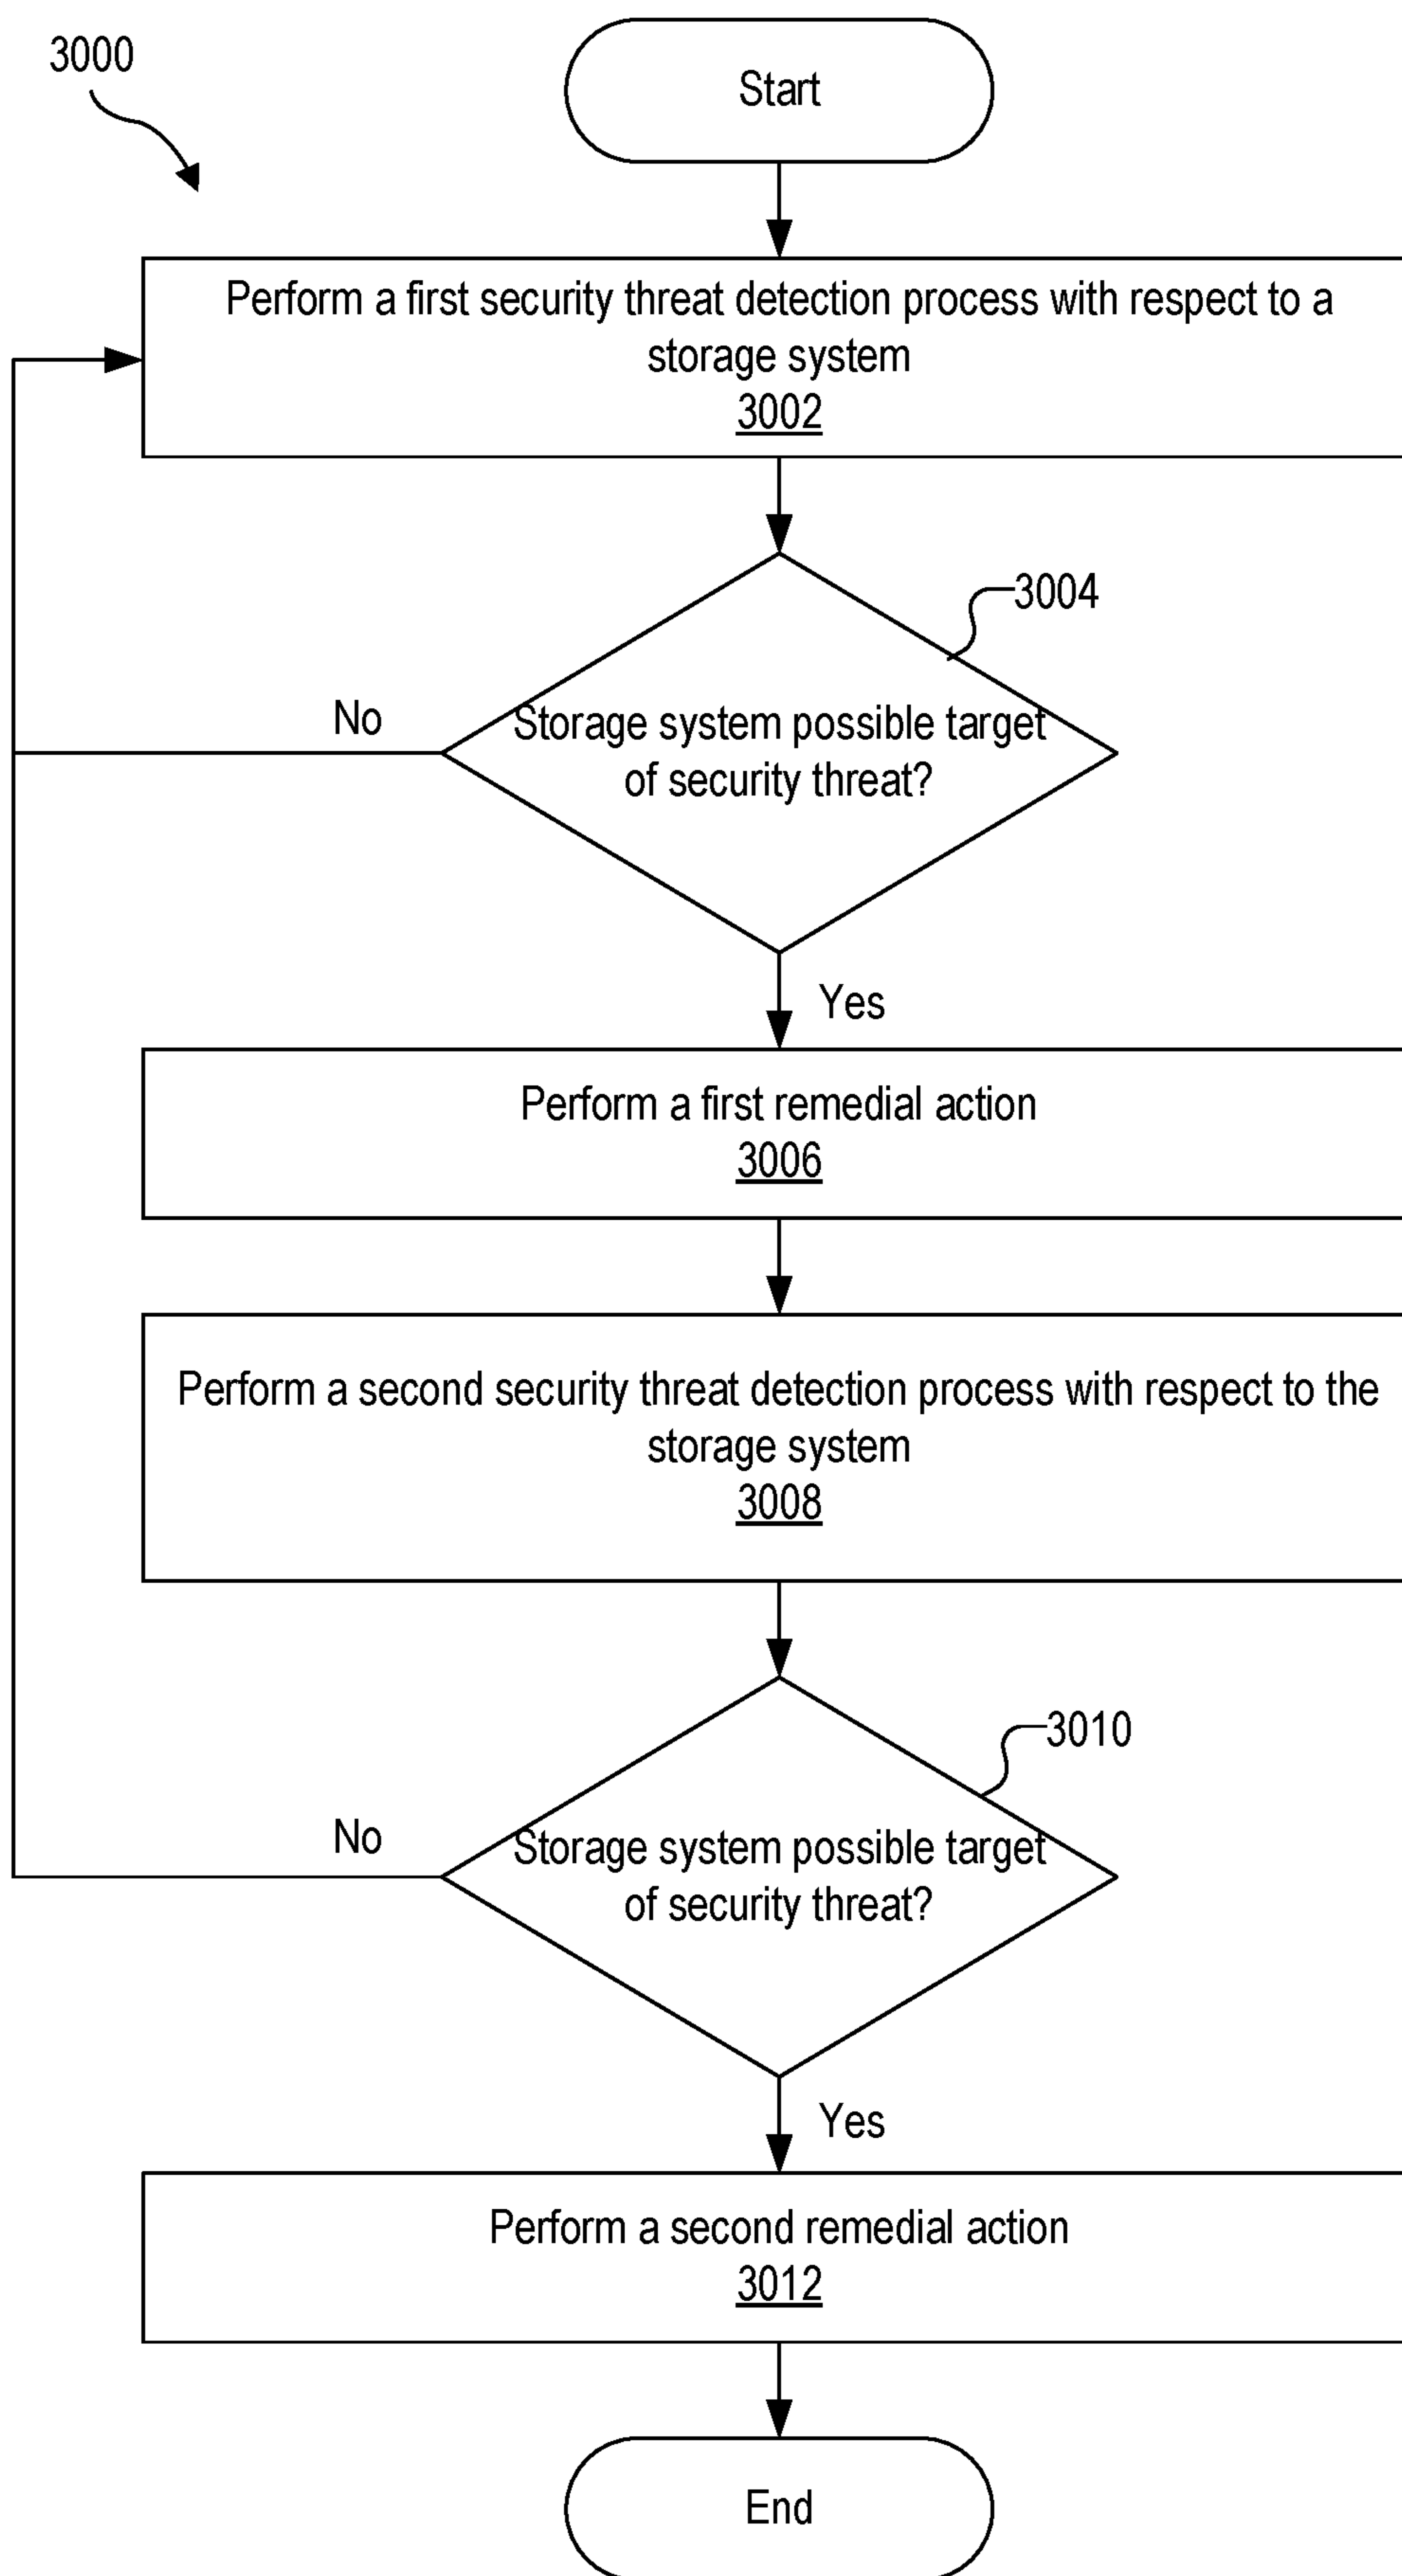 3000
Start
Perform a first security threat detection process with respect to a
storage system
3002
3004
No
Storage system possible target
of security threat?
Yes
Perform a first remedial action
3006
Perform a second security threat detection process with respect to the
storage system
3008
3010
No
Storage system possible target
of security threat?
Yes
Perform a second remedial action
3012
End